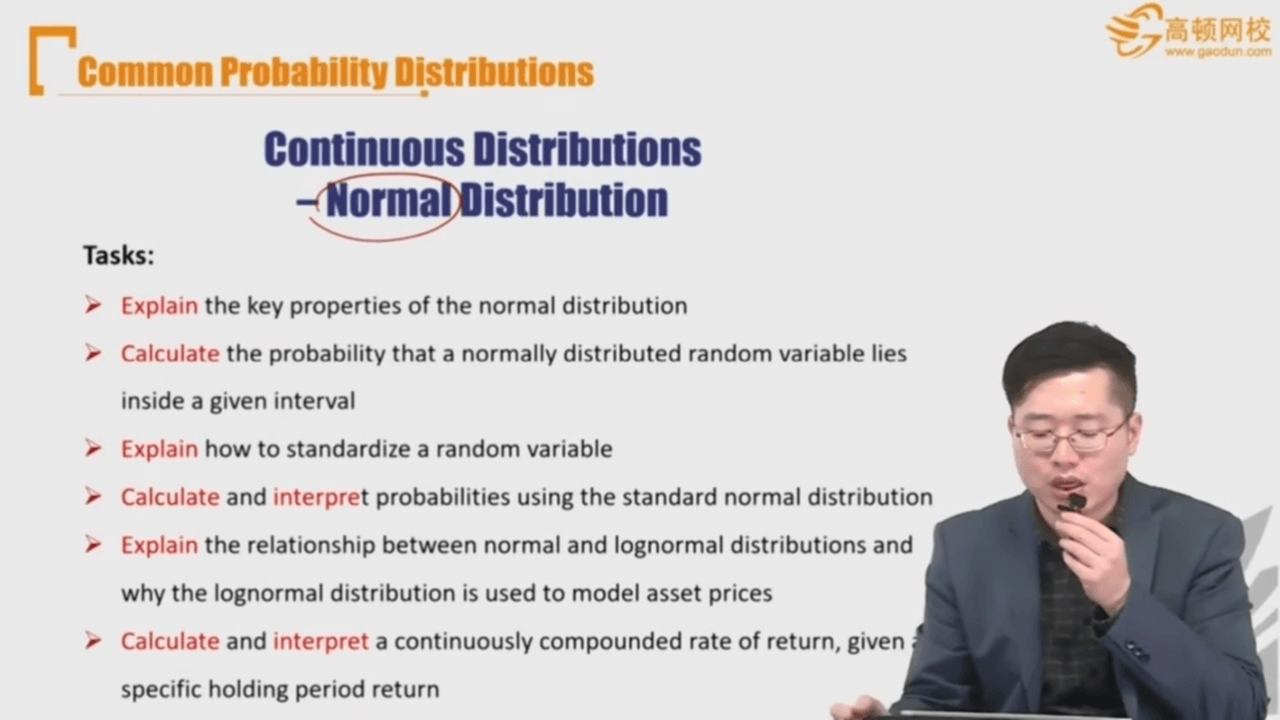 高顿网校
www.gaodun.com
Common Probability Distributions
Continuous Distributions
– Normal Distribution
Tasks:
➢ Explain the key properties of the normal distribution
➢ Calculate the probability that a normally distributed random variable lies
inside a given interval
➢ Explain how to standardize a random variable
➢ Calculate and interpret probabilities using the standard normal distribution
➢ Explain the relationship between normal and lognormal distributions and
why the lognormal distribution is used to model asset prices
➢ Calculate and interpret a continuously compounded rate of return, given
specific holding period return